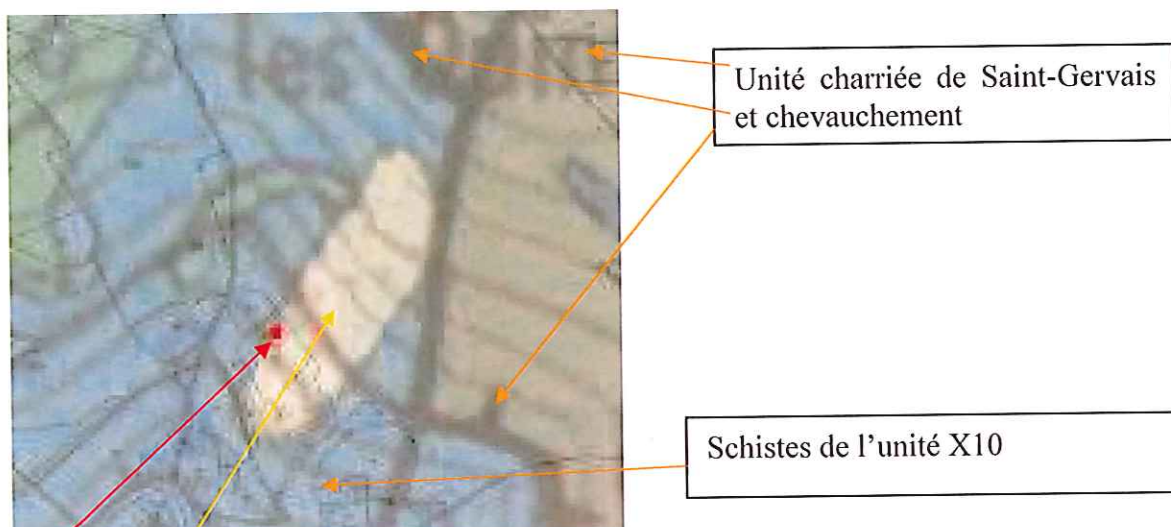 Unité charriée de Saint-Gervais
et chevauchement
Schistes de l'unité X10